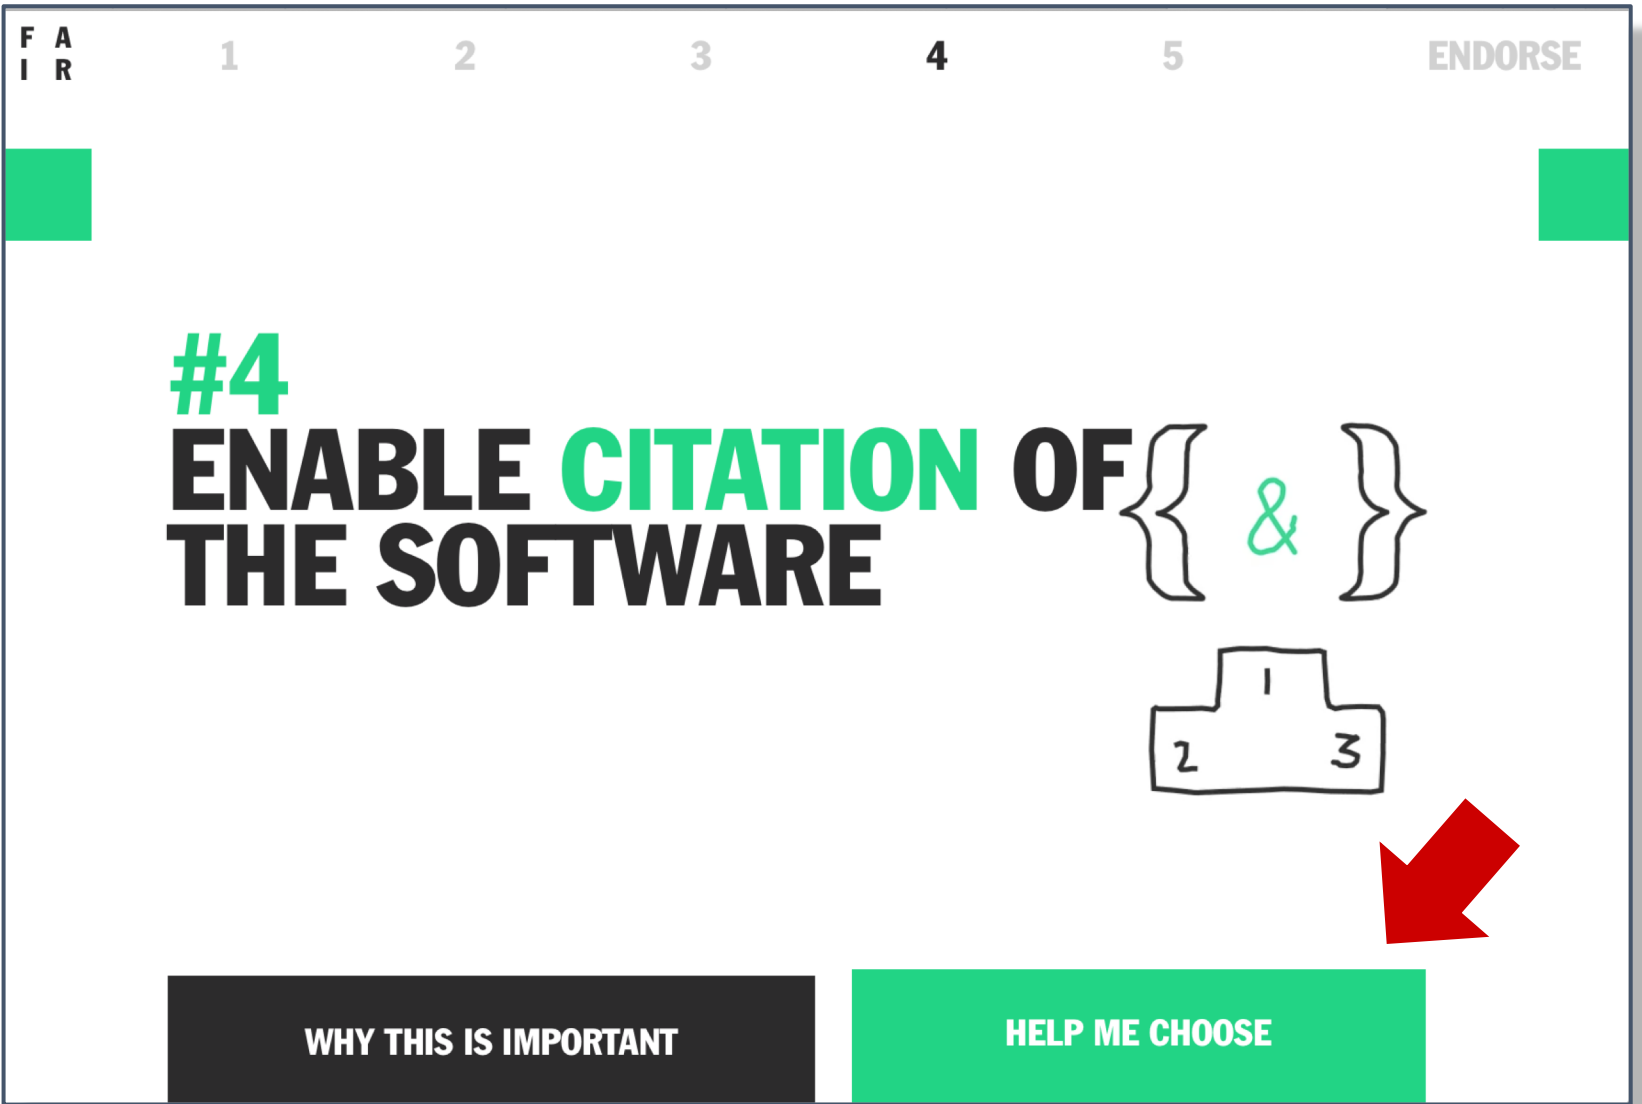 F A
I R
1 2 3 4 5 ENDORSE
#4
ENABLE CITATION OF
THE SOFTWARE
{ & }
1
2 3
WHY THIS IS IMPORTANT
HELP ME CHOOSE